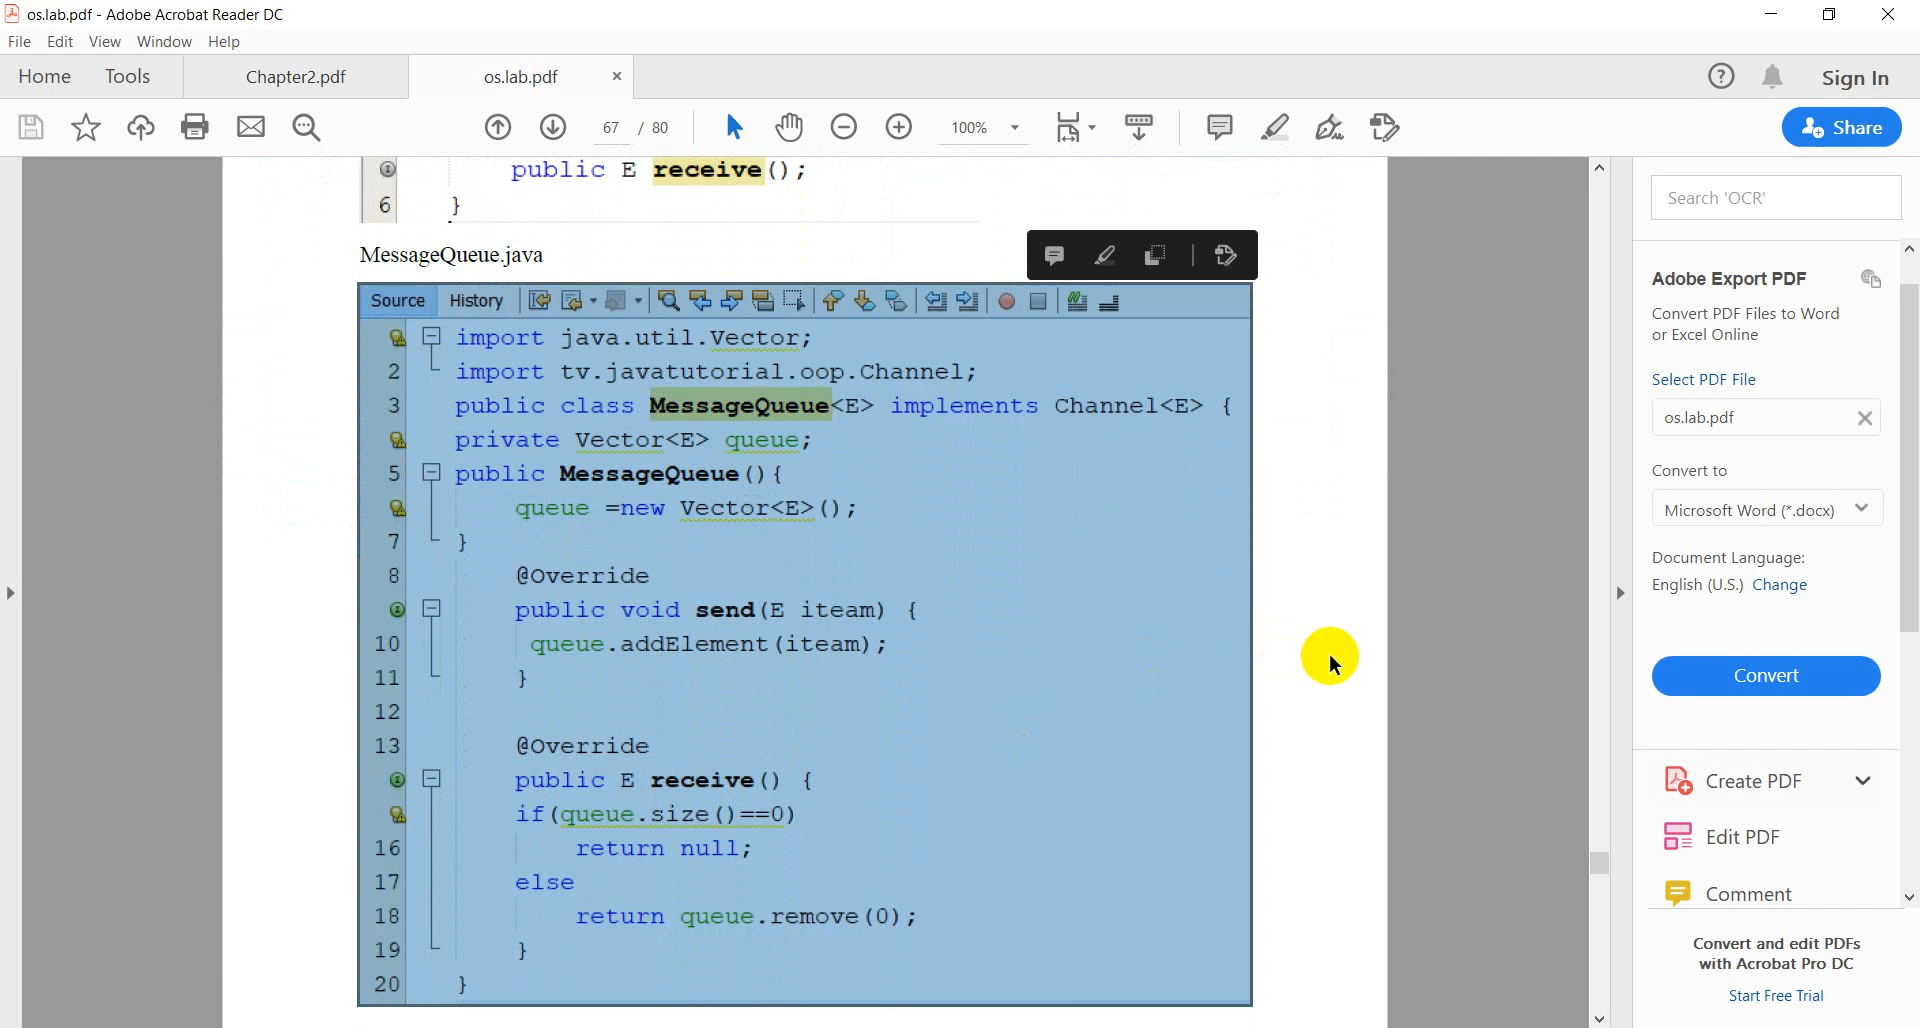 os.lab.pdf - Adobe Acrobat Reader DC
File Edit View Window Help
Home Tools Chapter2.pdf os.lab.pdf × ? Sign In
67 / 80 100% Share
public E receive();
6 }
MessageQueue.java
Source History
import java.util.Vector;
2 import tv.javatutorial.oop.Channel;
3 public class MessageQueue<E> implements Channel<E> {
private Vector<E> queue;
5 public MessageQueue(){
queue =new Vector<E>();
7 }
8 @Override
public void send(E iteam) {
10 queue.addElement(iteam);
11 }
12
13 @Override
public E receive() {
if(queue.size()==0)
16 return null;
17 else
18 return queue.remove(0);
19 }
20 }
Search 'OCR'
Adobe Export PDF
Convert PDF Files to Word
or Excel Online
Select PDF File
os.lab.pdf
Convert to
Microsoft Word (*.docx)
Document Language:
English (U.S.) Change
Convert
Create PDF
Edit PDF
Comment
Convert and edit PDFs
with Acrobat Pro DC
Start Free Trial